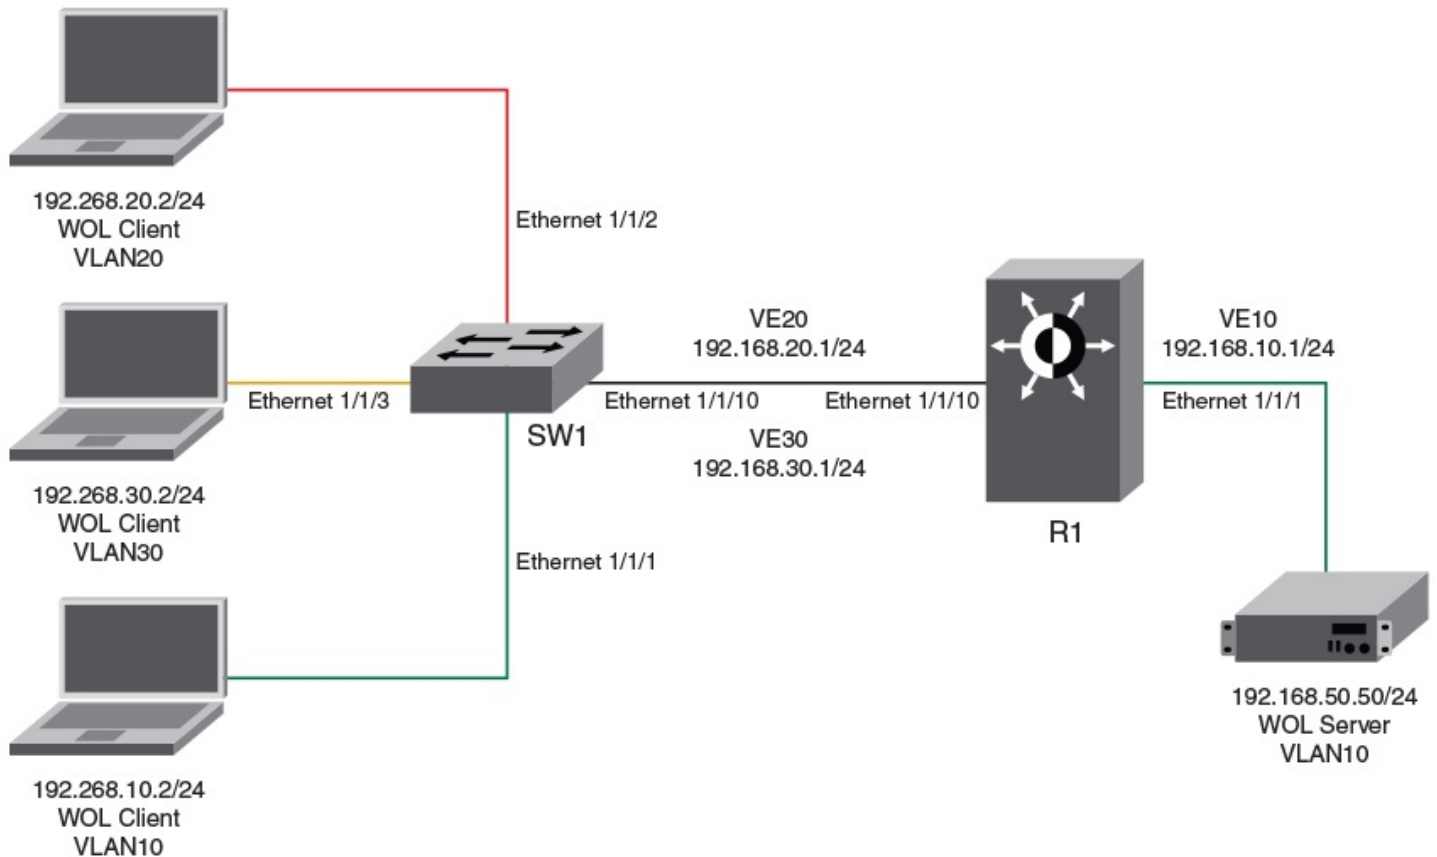 192.268.20.2/24
WOL Client
VLAN20
Ethernet 1/1/2
192.268.30.2/24
WOL Client
VLAN30
Ethernet 1/1/3
SW1
Ethernet 1/1/1
192.268.10.2/24
WOL Client
VLAN10
VE20
192.168.20.1/24
Ethernet 1/1/10
Ethernet 1/1/10
VE30
192.168.30.1/24
R1
VE10
192.168.10.1/24
Ethernet 1/1/1
192.168.50.50/24
WOL Server
VLAN10